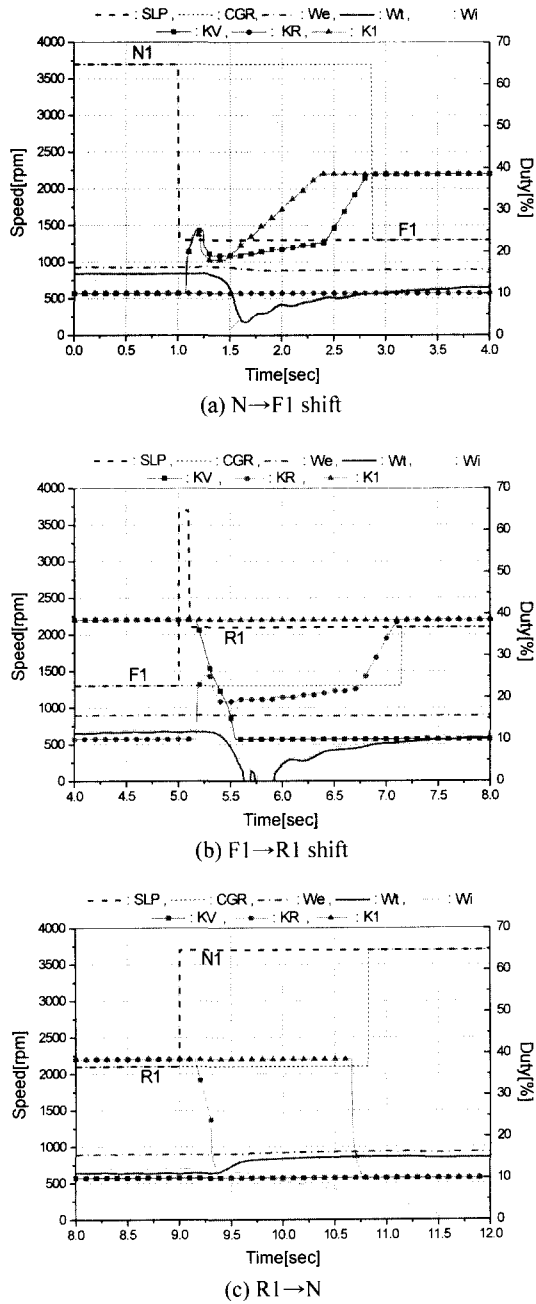 : SLP , : CGR , : We , : Wt , : Wi
: KV , : KR , : K1
4000
3500
3000
2500
2000
1500
1000
500
0
Speed[rpm]
70
60
50
40
30
20
10
0
Duty[%]
N1
F1
0.0 0.5 1.0 1.5 2.0 2.5 3.0 3.5 4.0
Time[sec]
(a) N→F1 shift
: SLP , : CGR , : We , : Wt , : Wi
: KV , : KR , : K1
4000
3500
3000
2500
2000
1500
1000
500
0
Speed[rpm]
70
60
50
40
30
20
10
0
Duty[%]
R1
F1
4.0 4.5 5.0 5.5 6.0 6.5 7.0 7.5 8.0
Time[sec]
(b) F1→R1 shift
: SLP , : CGR , : We , : Wt , : Wi
: KV , : KR , : K1
4000
3500
3000
2500
2000
1500
1000
500
0
Speed[rpm]
70
60
50
40
30
20
10
0
Duty[%]
N1
R1
8.0 8.5 9.0 9.5 10.0 10.5 11.0 11.5 12.0
Time[sec]
(c) R1→N